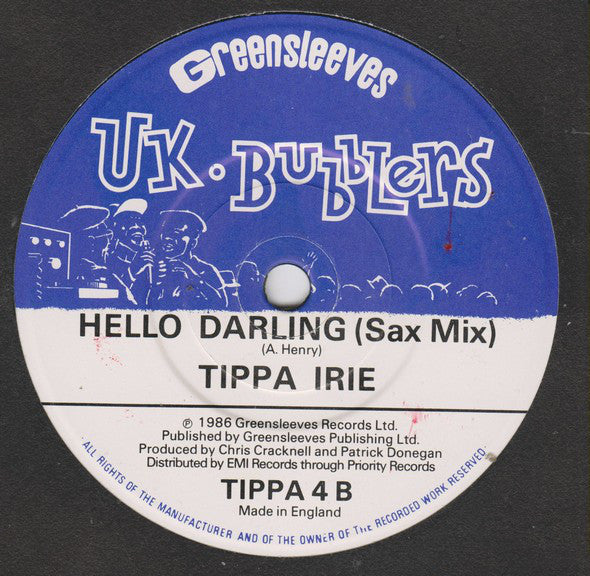 Greensleeves
UK·BUBBLERS
HELLO DARLING (Sax Mix)
(A. Henry)
TIPPA IRIE
℗ 1986 Greensleeves Records Ltd.
Published by Greensleeves Publishing Ltd.
Produced by Chris Cracknell and Patrick Donegan
Distributed by EMI Records through Priority Records
TIPPA 4 B
Made in England
·ALL RIGHTS OF THE MANUFACTURER AND OF THE OWNER OF THE RECORDED WORK RESERVED·